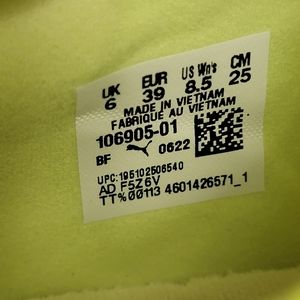 UK EUR US Wn's CM
6 39 8.5 25
MADE IN VIETNAM
FABRIQUE AU VIETNAM
106905-01
BF 0622
UPC:195102506540
AD F5Z6V
TT%00113 4601426571_1